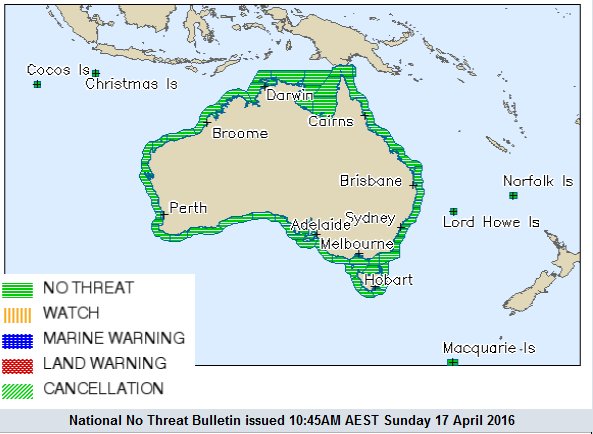 Cocos Is
Christmas Is
Darwin
Cairns
Broome
Brisbane
Norfolk Is
Perth
Adelaide
Sydney
Lord Howe Is
Melbourne
Hobart
NO THREAT
WATCH
MARINE WARNING
LAND WARNING
CANCELLATION
Macquarie Is
National No Threat Bulletin issued 10:45AM AEST Sunday 17 April 2016